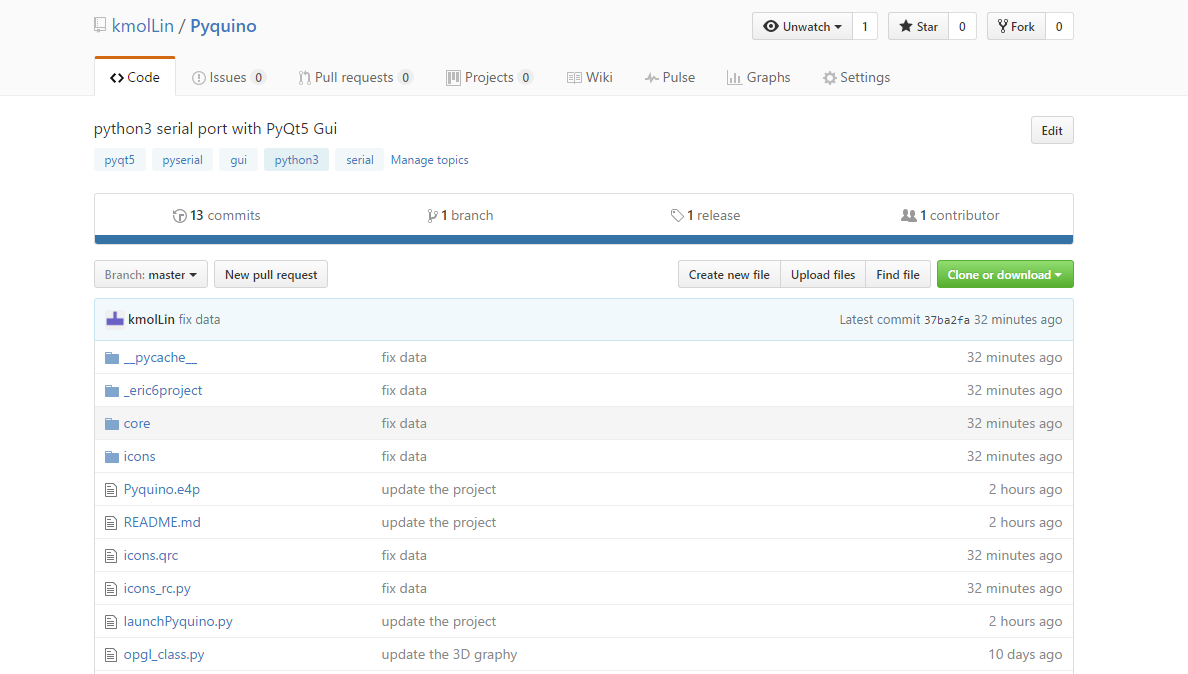 kmolLin / Pyquino Unwatch 1 Star 0 Fork 0
Code Issues 0 Pull requests 0 Projects 0 Wiki Pulse Graphs Settings
python3 serial port with PyQt5 Gui Edit
pyqt5 pyserial gui python3 serial Manage topics
13 commits 1 branch 1 release 1 contributor
Branch: master New pull request Create new file Upload files Find file Clone or download
kmolLin fix data Latest commit 37ba2fa 32 minutes ago
__pycache__ fix data 32 minutes ago
_eric6project fix data 32 minutes ago
core fix data 32 minutes ago
icons fix data 32 minutes ago
Pyquino.e4p update the project 2 hours ago
README.md update the project 2 hours ago
icons.qrc fix data 32 minutes ago
icons_rc.py fix data 32 minutes ago
launchPyquino.py update the project 2 hours ago
opgl_class.py update the 3D graphy 10 days ago